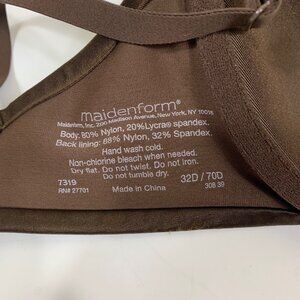 maidenform®
Maidenform, Inc. 200 Madison Avenue, New York, NY 10016
Body: 80% Nylon, 20% Lycra® spandex.
Back lining: 68% Nylon, 32% Spandex.
Hand wash cold.
Non-chlorine bleach when needed.
Dry flat. Do not twist. Do not iron.
Do not tumble dry.
7319
RN# 27701
Made in China
32D / 70D
308 39